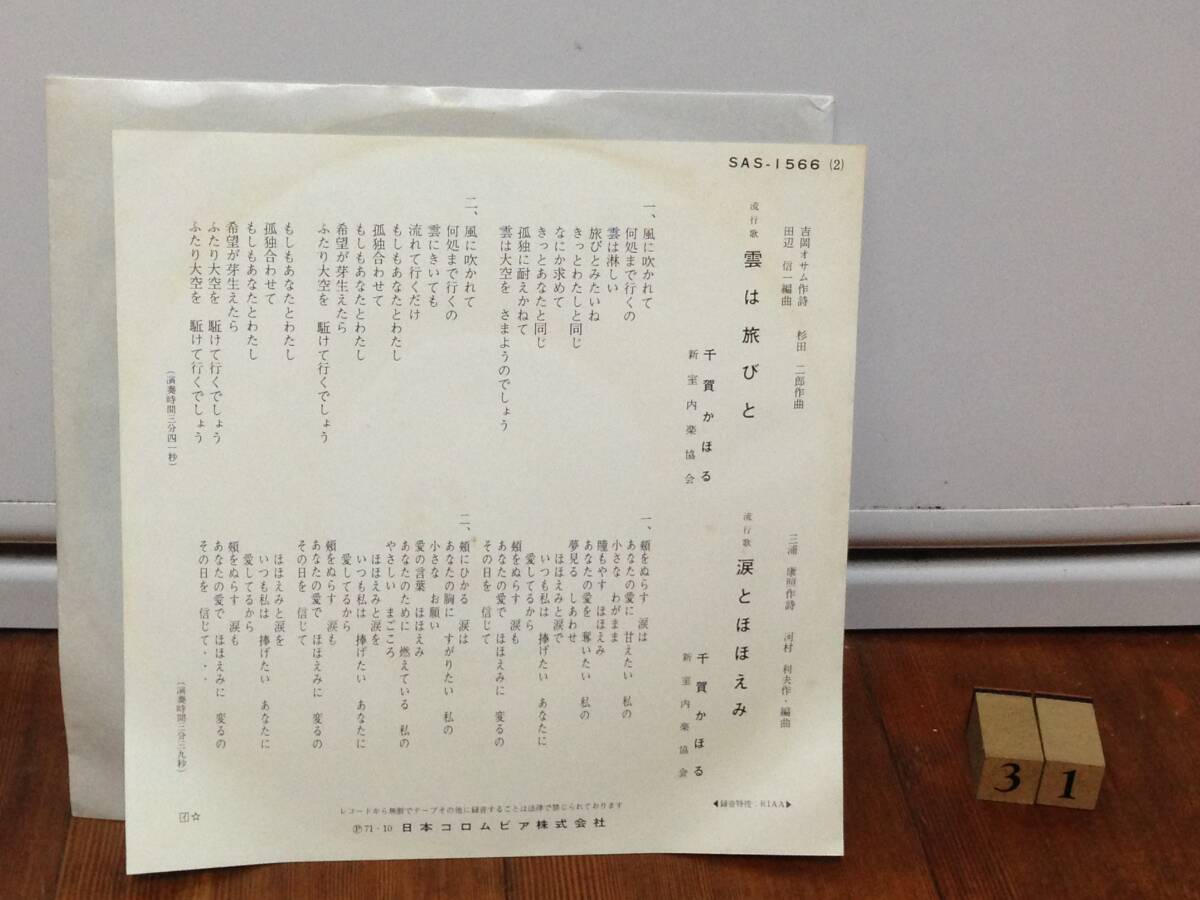 SAS-1566 (2)
吉岡オサム作詩 杉田 二郎作曲
田辺 信一編曲
流行歌 雲は旅びと
千賀かほる
新室内楽協会
一、風に吹かれて
何処まで行くの
雲は淋しい
旅びとみたいね
きっとわたしと同じ
なにか求めて
きっとあなたと同じ
孤独に耐えかねて
雲は大空を さまようのでしょう
二、風に吹かれて
何処まで行くの
雲にきいても
流れて行くだけ
もしもあなたとわたし
孤独合わせて
もしもあなたとわたし
希望が芽生えたら
ふたり大空を 駈けて行くでしょう
もしもあなたとわたし
孤独合わせて
もしもあなたとわたし
希望が芽生えたら
ふたり大空を 駈けて行くでしょう
ふたり大空を 駈けて行くでしょう
(演奏時間三分四一秒)
三浦 康照作詩 河村 利夫作・編曲
流行歌 涙とほほえみ
千賀かほる
新室内楽協会
一、頬をぬらす 涙は
あなたの愛に 甘えたい 私の
小さな わがまま
瞳もやす ほほえみ
あなたの愛を 奪いたい 私の
夢見る しあわせ
ほほえみと涙で
いつも私は 捧げたい あなたに
愛してるから
頬をぬらす 涙も
あなたの愛で ほほえみに 変るの
その日を 信じて
二、頬にひかる 涙は
あなたの胸に すがりたい 私の
小さな お願い
愛の言葉 ほほえみ
あなたのために 燃えている 私の
やさしい まごころ
ほほえみと涙を
いつも私は 捧げたい あなたに
愛してるから
頬をぬらす 涙も
あなたの愛で ほほえみに 変るの
その日を 信じて
ほほえみと涙を
いつも私は 捧げたい あなたに
愛してるから
頬をぬらす 涙も
あなたの愛で ほほえみに 変るの
その日を 信じて・・・
(演奏時間三分三九秒)
◀録音特性:RIAA▶
レコードから無断でテープその他に録音することは法律で禁じられております
Ⓟ71・10 日本コロムビア株式会社
イ ☆
3 1